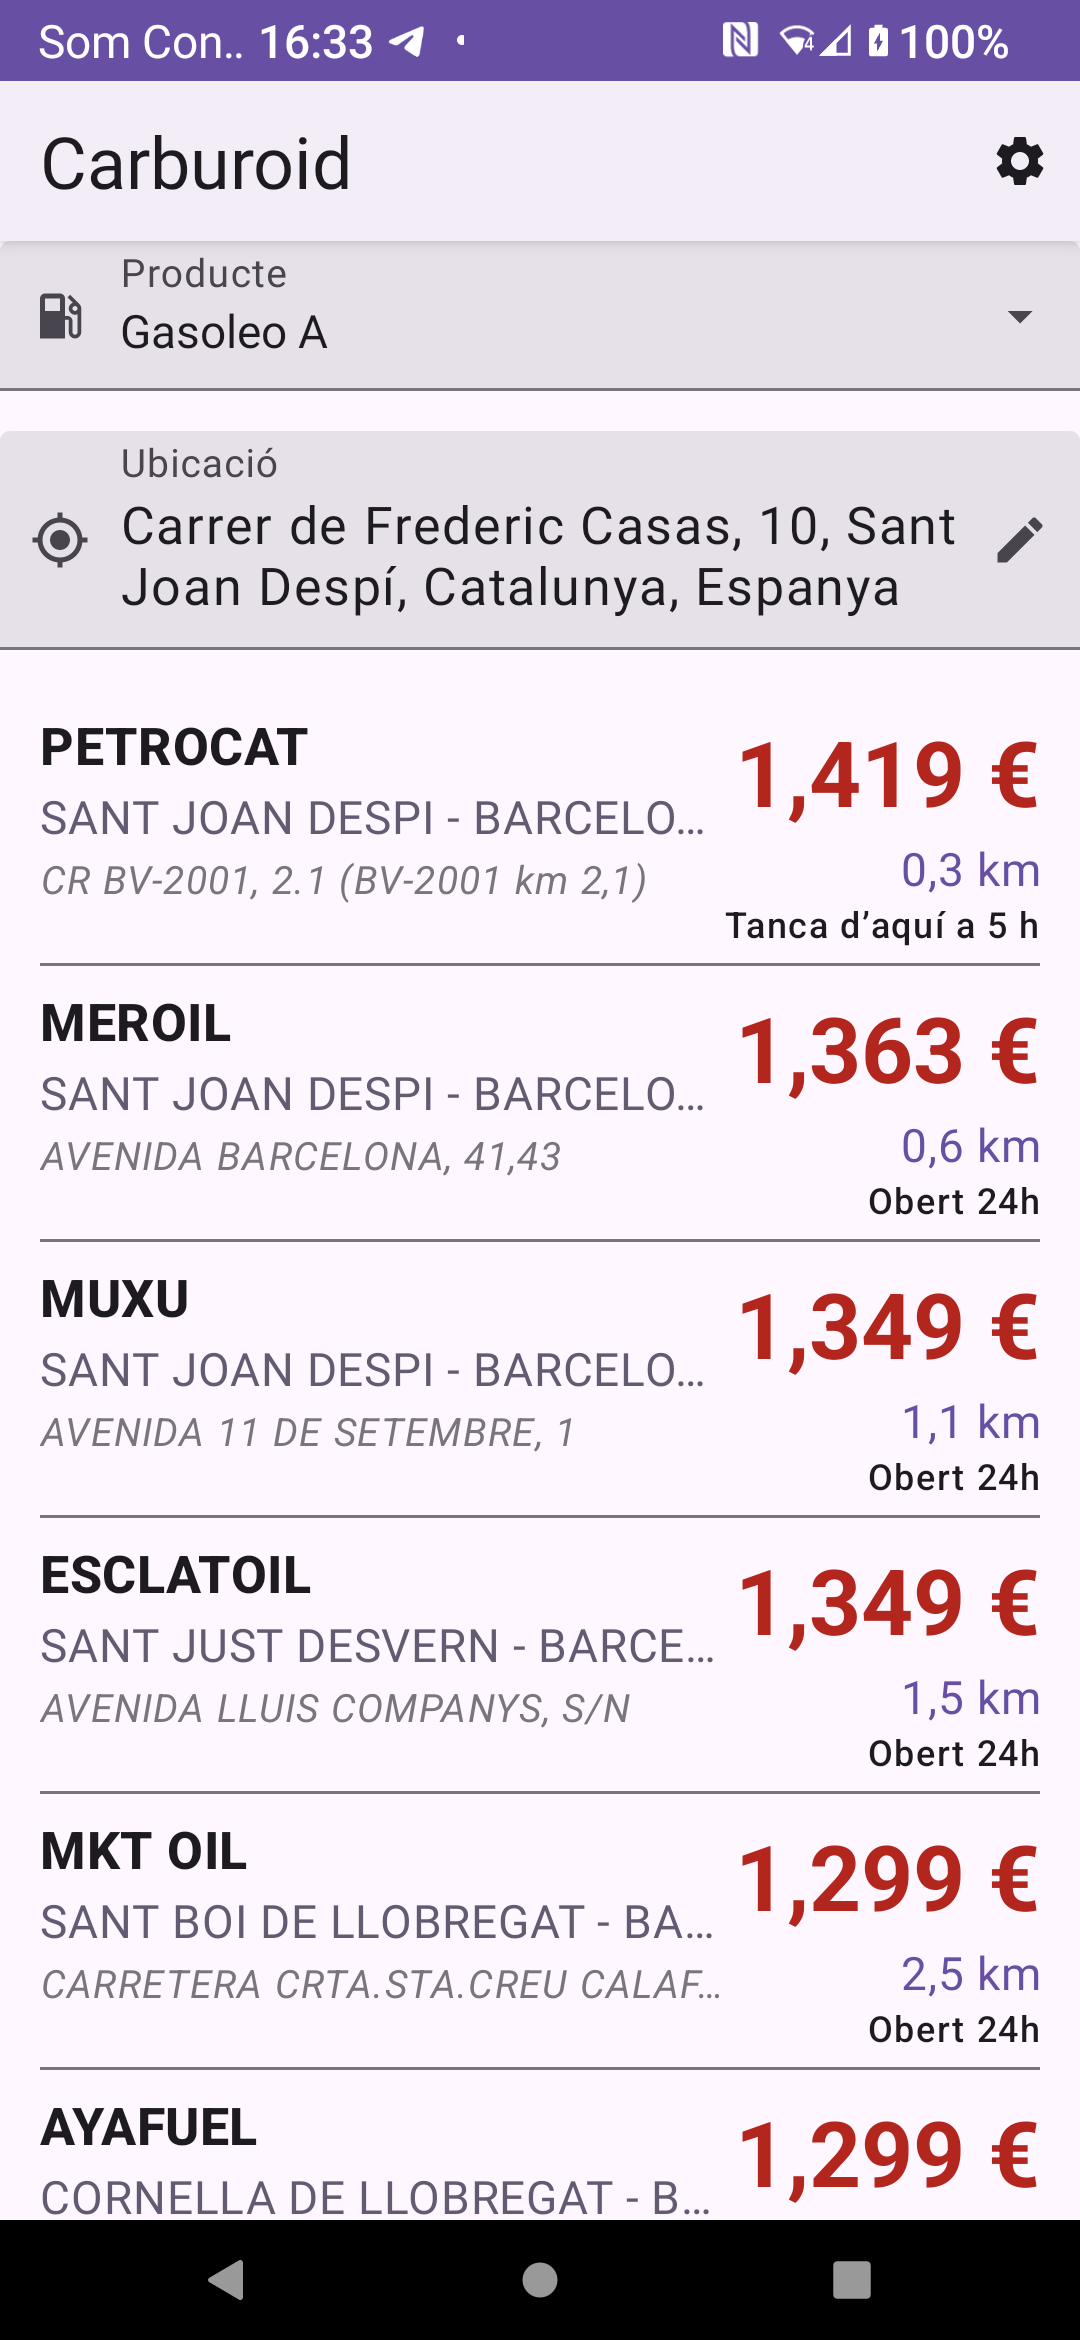 Som Con.. 16:33 100%
Carburoid
Producte
Gasoleo A
Ubicació
Carrer de Frederic Casas, 10, Sant
Joan Despí, Catalunya, Espanya
PETROCAT
1,419 €
SANT JOAN DESPI - BARCELO...
0,3 km
CR BV-2001, 2.1 (BV-2001 km 2,1)
Tanca d’aquí a 5 h
MEROIL
1,363 €
SANT JOAN DESPI - BARCELO...
0,6 km
AVENIDA BARCELONA, 41,43
Obert 24h
MUXU
1,349 €
SANT JOAN DESPI - BARCELO...
1,1 km
AVENIDA 11 DE SETEMBRE, 1
Obert 24h
ESCLATOIL
1,349 €
SANT JUST DESVERN - BARCE...
1,5 km
AVENIDA LLUIS COMPANYS, S/N
Obert 24h
MKT OIL
1,299 €
SANT BOI DE LLOBREGAT - BA...
2,5 km
CARRETERA CRTA.STA.CREU CALAF...
Obert 24h
AYAFUEL
1,299 €
CORNELLA DE LLOBREGAT - B...